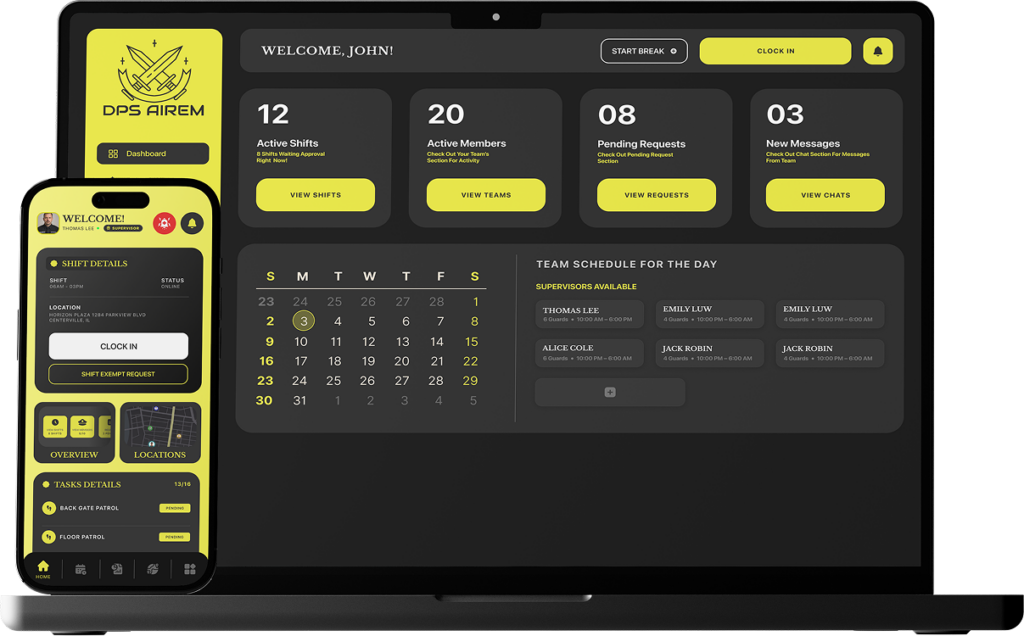 DPS AIREM
Dashboard
WELCOME, JOHN!
START BREAK
CLOCK IN
12
Active Shifts
8 Shifts Waiting Approval
Right Now!
VIEW SHIFTS
20
Active Members
Check Out Your Team's
Section For Activity
VIEW TEAMS
08
Pending Requests
Check Out Pending Request
Section
VIEW REQUESTS
03
New Messages
Check Out Chat Section For Messages
From Team
VIEW CHATS
S M T W T F S
23 24 25 26 27 28 1
2 3 4 5 6 7 8
9 10 11 12 13 14 15
16 17 18 19 20 21 22
23 24 25 26 27 28 29
30 31 1 2 3 4 5
TEAM SCHEDULE FOR THE DAY
SUPERVISORS AVAILABLE
THOMAS LEE
6 Guards • 10:00 AM – 6:00 PM
EMILY LUW
4 Guards • 10:00 PM – 6:00 AM
EMILY LUW
4 Guards • 10:00 PM – 6:00 AM
ALICE COLE
6 Guards • 10:00 PM – 6:00 AM
JACK ROBIN
4 Guards • 10:00 PM – 6:00 AM
JACK ROBIN
4 Guards • 10:00 PM – 6:00 AM
WELCOME!
THOMAS LEE
SUPERVISOR
SHIFT DETAILS
SHIFT
STATUS
ONLINE
LOCATION
HORIZON PLAZA 1284 PARKVIEW BLVD
CENTERVILLE, IL
CLOCK IN
SHIFT EXEMPT REQUEST
OVERVIEW
LOCATIONS
TASKS DETAILS
13/16
BACK GATE PATROL
PENDING
FLOOR PATROL
PENDING
HOME